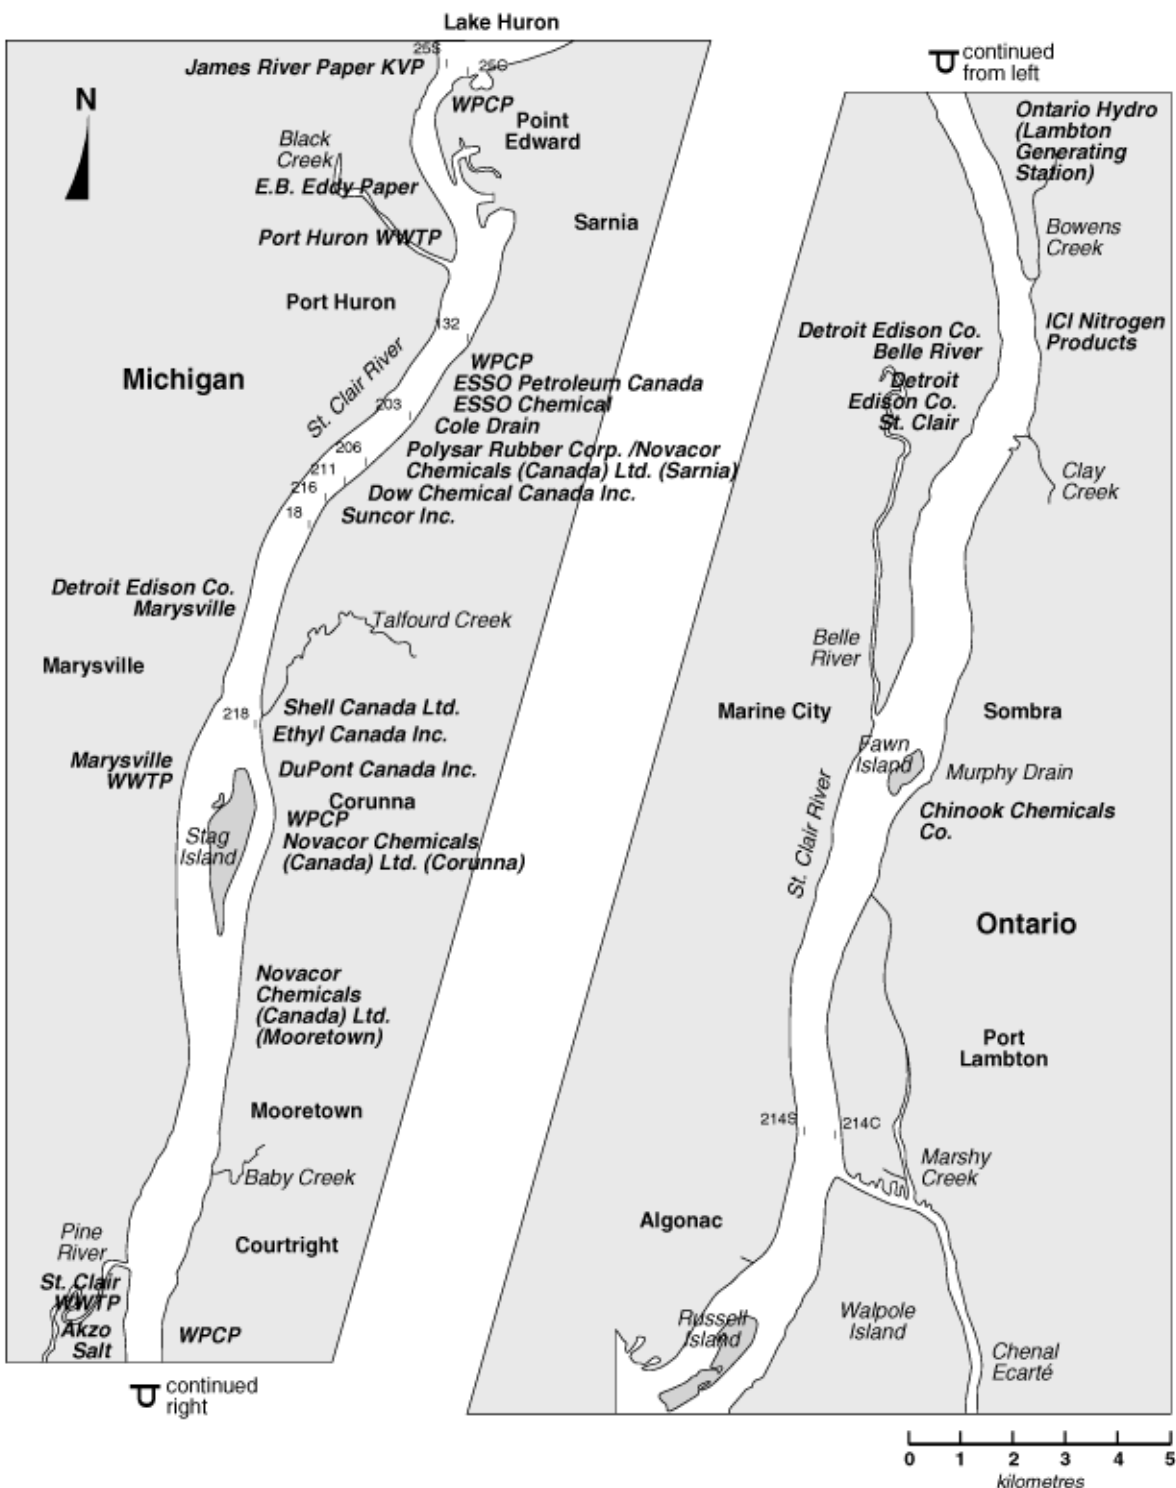 Lake Huron
25S
25C
James River Paper KVP
N
WPCP
Point
Edward
Black
Creek
E.B. Eddy Paper
Sarnia
Port Huron WWTP
Port Huron
132
St. Clair River
Michigan
WPCP
ESSO Petroleum Canada
ESSO Chemical
203
Cole Drain
206
Polysar Rubber Corp. /Novacor
Chemicals (Canada) Ltd. (Sarnia)
211
216
Dow Chemical Canada Inc.
18
Suncor Inc.
Detroit Edison Co.
Marysville
Talfourd Creek
Marysville
218
Shell Canada Ltd.
Ethyl Canada Inc.
Marysville
WWTP
DuPont Canada Inc.
Corunna
WPCP
Stag
Island
Novacor Chemicals
(Canada) Ltd. (Corunna)
Novacor
Chemicals
(Canada) Ltd.
(Mooretown)
Mooretown
Baby Creek
Pine
River
Courtright
St. Clair
WWTP
Akzo
Salt
WPCP
continued
right
continued
from left
Ontario Hydro
(Lambton
Generating
Station)
Bowens
Creek
ICI Nitrogen
Products
Detroit Edison Co.
Belle River
Detroit
Edison Co.
St. Clair
Clay
Creek
Belle
River
Marine City
Sombra
Fawn
Island
Murphy Drain
St. Clair River
Chinook Chemicals
Co.
Ontario
Port
Lambton
214S
214C
Marshy
Creek
Algonac
Russell
Island
Walpole
Island
Chenal
Ecarté
0 1 2 3 4 5
kilometres